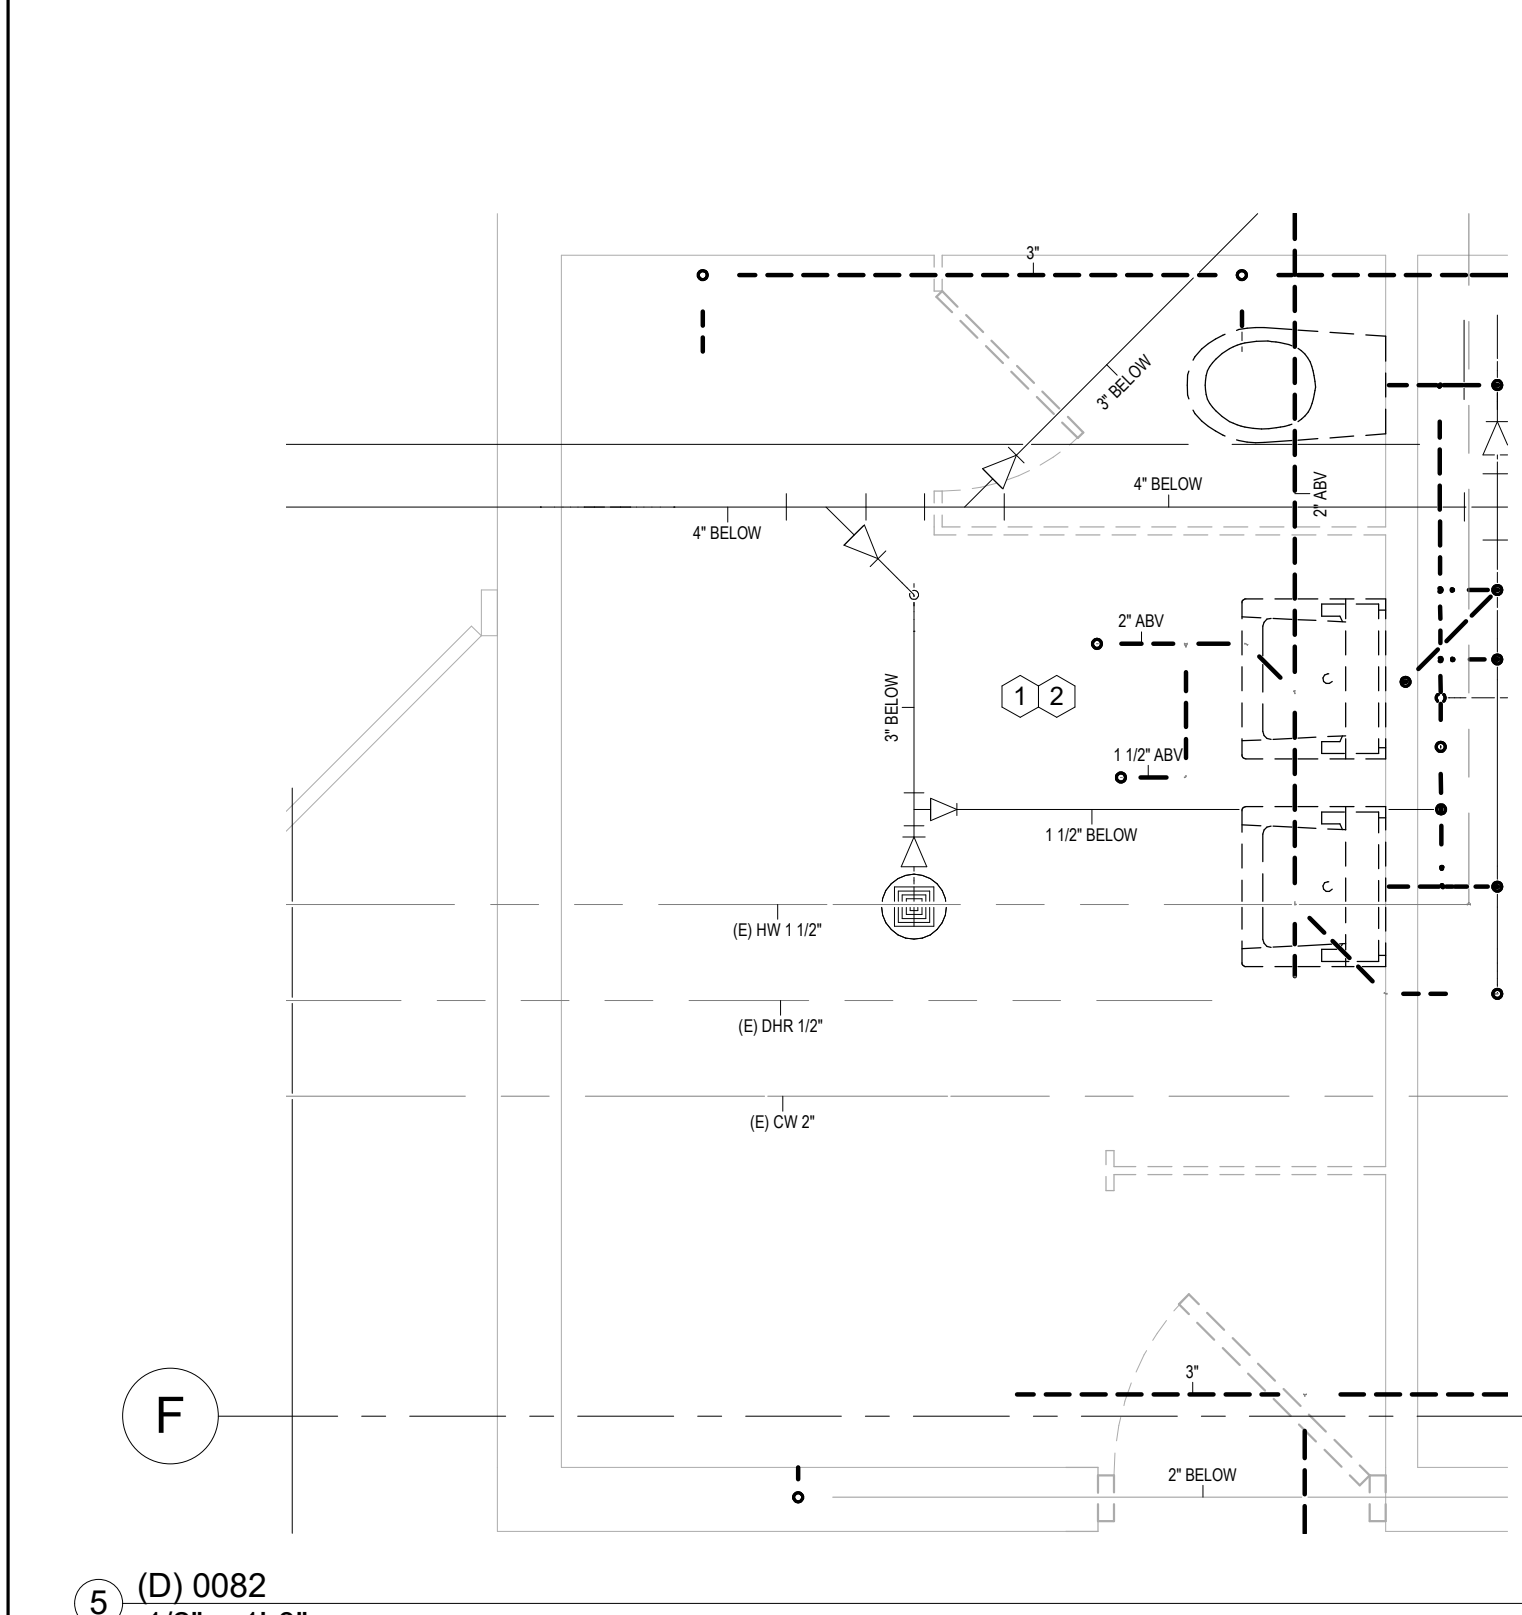 3"
3" BELOW
4" BELOW
2" ABV
4" BELOW
2" ABV
3" BELOW
1 2
1 1/2" ABV
1 1/2" BELOW
(E) HW 1 1/2"
(E) DHR 1/2"
(E) CW 2"
3"
F
2" BELOW
5
(D) 0082